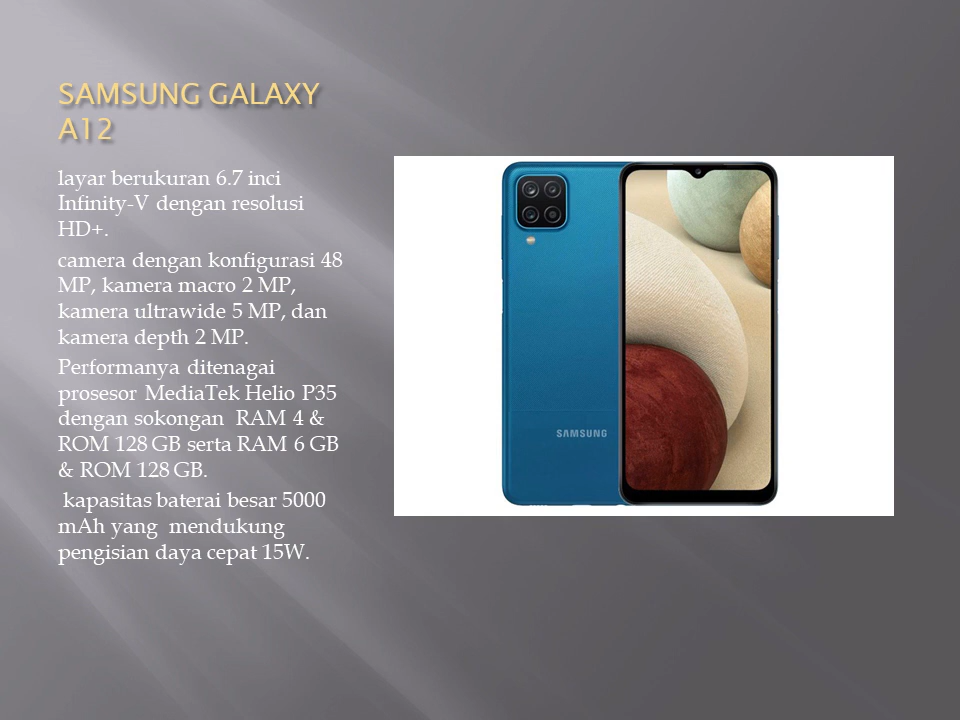 SAMSUNG GALAXY
A12
layar berukuran 6.7 inci
Infinity-V dengan resolusi
HD+.
camera dengan konfigurasi 48
MP, kamera macro 2 MP,
kamera ultrawide 5 MP, dan
kamera depth 2 MP.
Performanya ditenagai
prosesor MediaTek Helio P35
dengan sokongan RAM 4 &
ROM 128 GB serta RAM 6 GB
& ROM 128 GB.
kapasitas baterai besar 5000
mAh yang mendukung
pengisian daya cepat 15W.
SAMSUNG